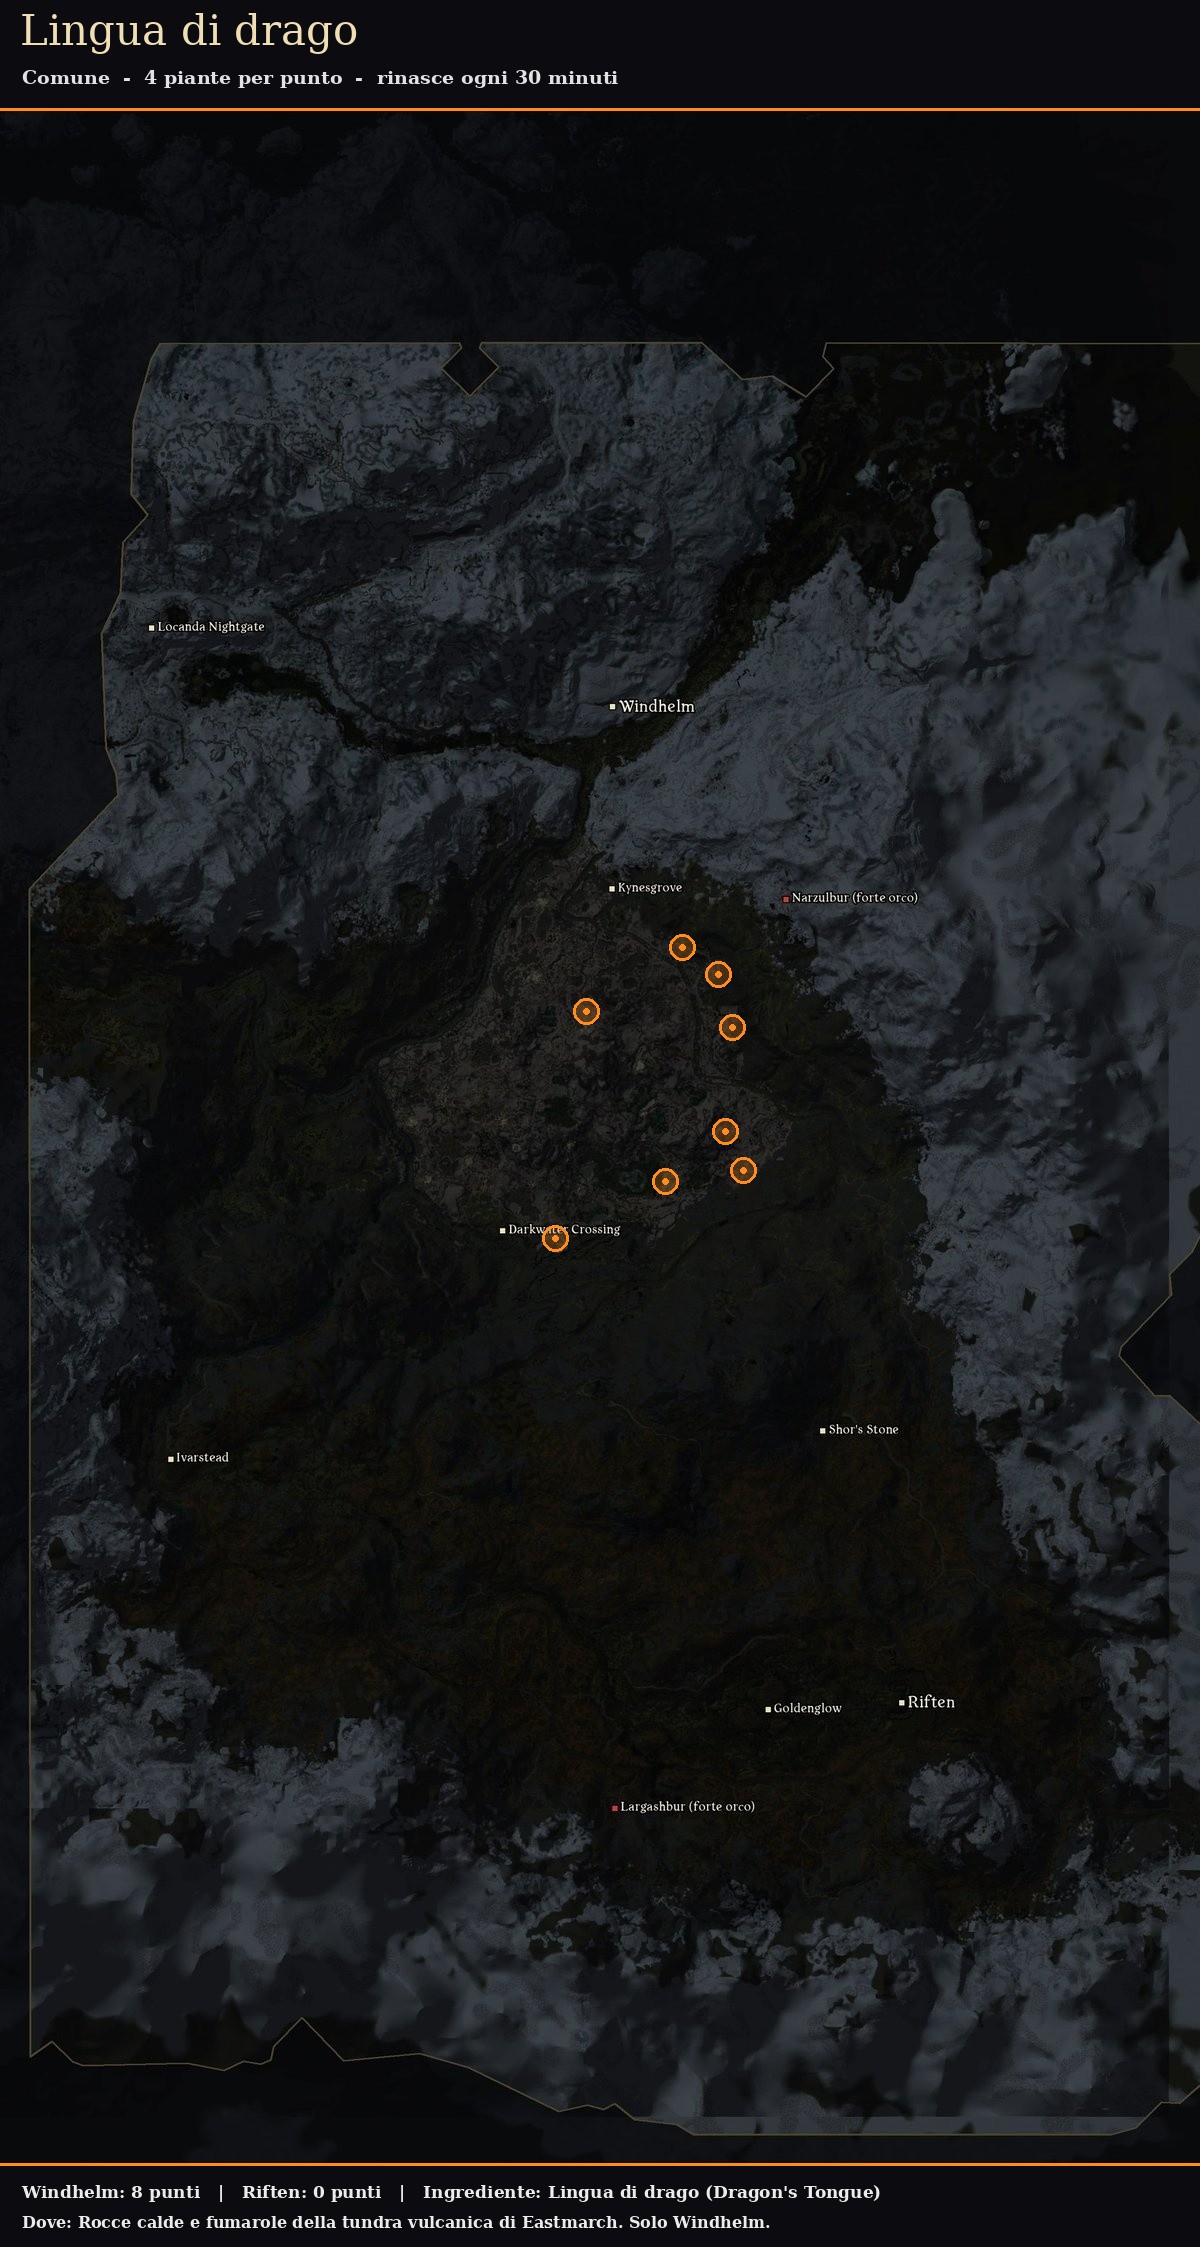 Lingua di drago
Comune - 4 piante per punto - rinasce ogni 30 minuti
Locanda Nightgate
Windhelm
Kynesgrove
Narzulbur (forte orco)
Darkwater Crossing
Shor's Stone
Ivarstead
Riften
Goldenglow
Largashbur (forte orco)
Windhelm: 8 punti | Riften: 0 punti | Ingrediente: Lingua di drago (Dragon's Tongue)
Dove: Rocce calde e fumarole della tundra vulcanica di Eastmarch. Solo Windhelm.